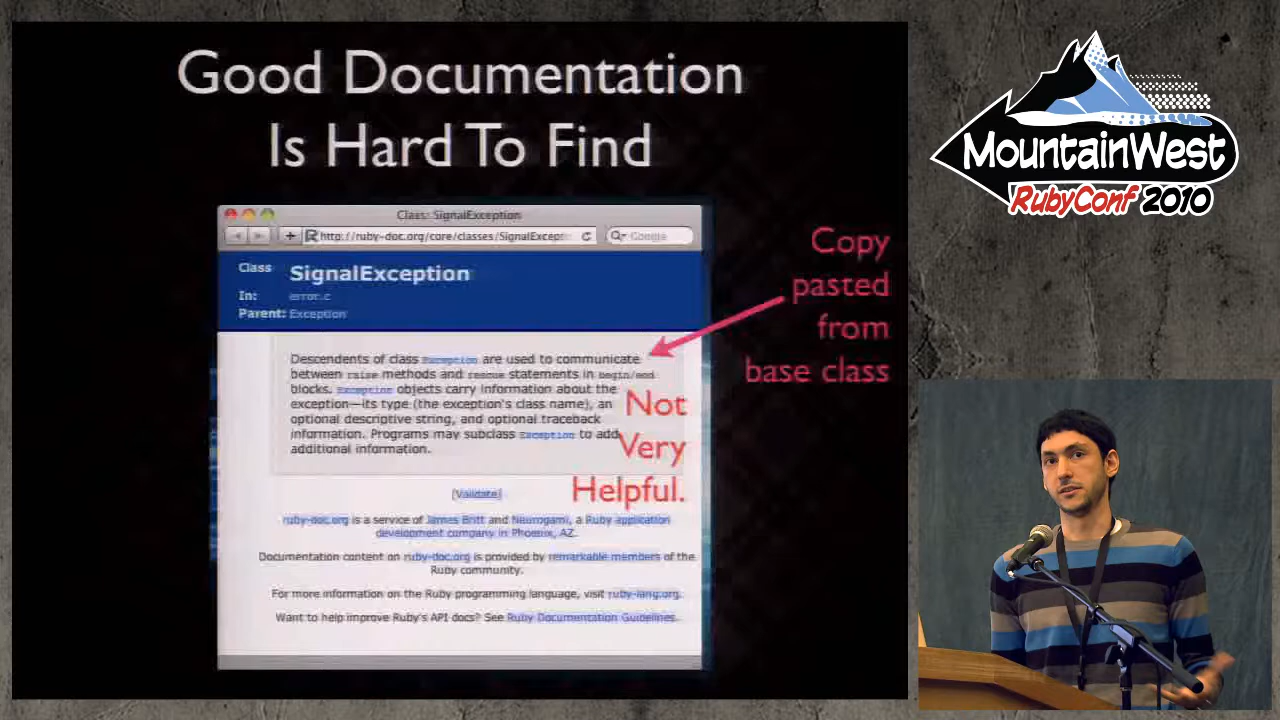 Good Documentation
Is Hard To Find
Class: SignalException
http://ruby-doc.org/core/classes/SignalExcept
Google
Class SignalException
In: error.c
Parent: Exception
Descendents of class Exception are used to communicate
between raise methods and rescue statements in begin/end
blocks. Exception objects carry information about the
exception—its type (the exception's class name), an
optional descriptive string, and optional traceback
information. Programs may subclass Exception to add
additional information.
Copy
pasted
from
base class
Not
Very
Helpful.
[Validate]
ruby-doc.org is a service of James Britt and Neurogami, a Ruby application
development company in Phoenix, AZ.
Documentation content on ruby-doc.org is provided by remarkable members of the
Ruby community.
For more information on the Ruby programming language, visit ruby-lang.org.
Want to help improve Ruby's API docs? See Ruby Documentation Guidelines.
MountainWest
RubyConf 2010